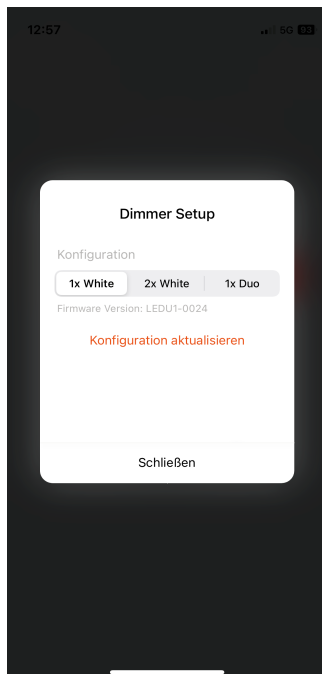 12:57
5G 93
Dimmer Setup
Konfiguration
1x White 2x White 1x Duo
Firmware Version: LEDU1-0024
Konfiguration aktualisieren
Schließen